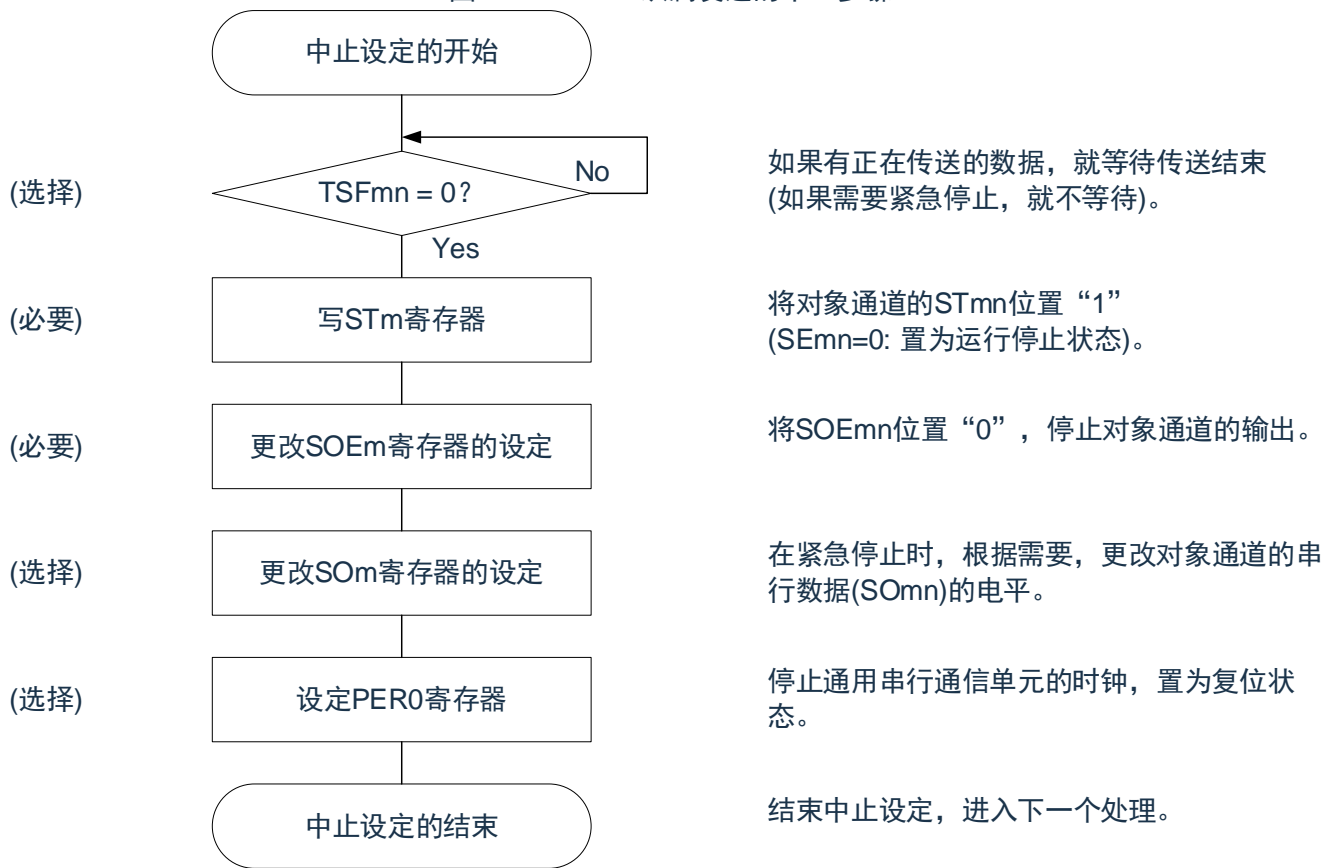 中止设定的开始
No
(选择)
TSFmn = 0?
如果有正在传送的数据，就等待传送结束
(如果需要紧急停止，就不等待)。
Yes
(必要)
写STm寄存器
将对象通道的STmn位置“1”
(SEmn=0: 置为运行停止状态)。
(必要)
更改SOEm寄存器的设定
将SOEmn位置“0”，停止对象通道的输出。
(选择)
更改SOm寄存器的设定
在紧急停止时，根据需要，更改对象通道的串
行数据(SOmn)的电平。
(选择)
设定PER0寄存器
停止通用串行通信单元的时钟，置为复位状
态。
中止设定的结束
结束中止设定，进入下一个处理。